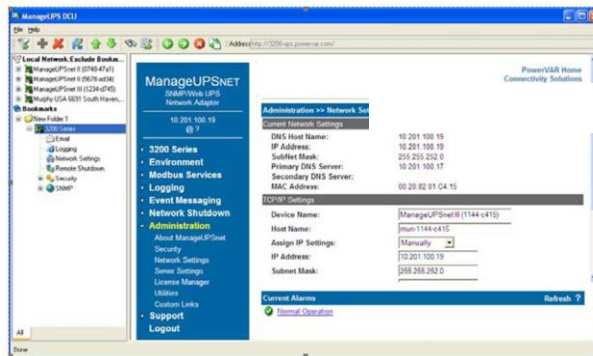 ManageUPS DCU
File Help
Address http://3200-ups.powervar.com/
Local Network:Exclude Bookm...
ManageUPSnet II (0748-47a1)
ManageUPSnet II (9678-ad34)
ManageUPSnet III (1234-d745)
Murphy USA 6691 South Haven,...
Bookmarks
New Folder 1
3200 Series
Email
Logging
Network Settings
Remote Shutdown
Security
SNMP
All
Done
ManageUPSNET
SNMP/Web UPS
Network Adapter
10.201.100.19
@ ?
3200 Series
Environment
Modbus Services
Logging
Event Messaging
Network Shutdown
Administration
About ManageUPSnet
Security
Network Settings
Server Settings
License Manager
Utilities
Custom Links
Support
Logout
PowerVAR Home
Connectivity Solutions
Administration >> Network Set
Current Network Settings
DNS Host Name: 10.201.100.19
IP Address: 10.201.100.19
SubNet Mask: 255.255.252.0
Primary DNS Server: 10.201.100.17
Secondary DNS Server:
MAC Address: 00.20.82.01.C4.15
TCP/IP Settings
Device Name: ManageUPSnet III (1144-c415)
Host Name: mun-1144-c415
Assign IP Settings: Manually
IP Address: 10.201.100.19
Subnet Mask: 255.255.252.0
Current Alarms Refresh ?
Normal Operation